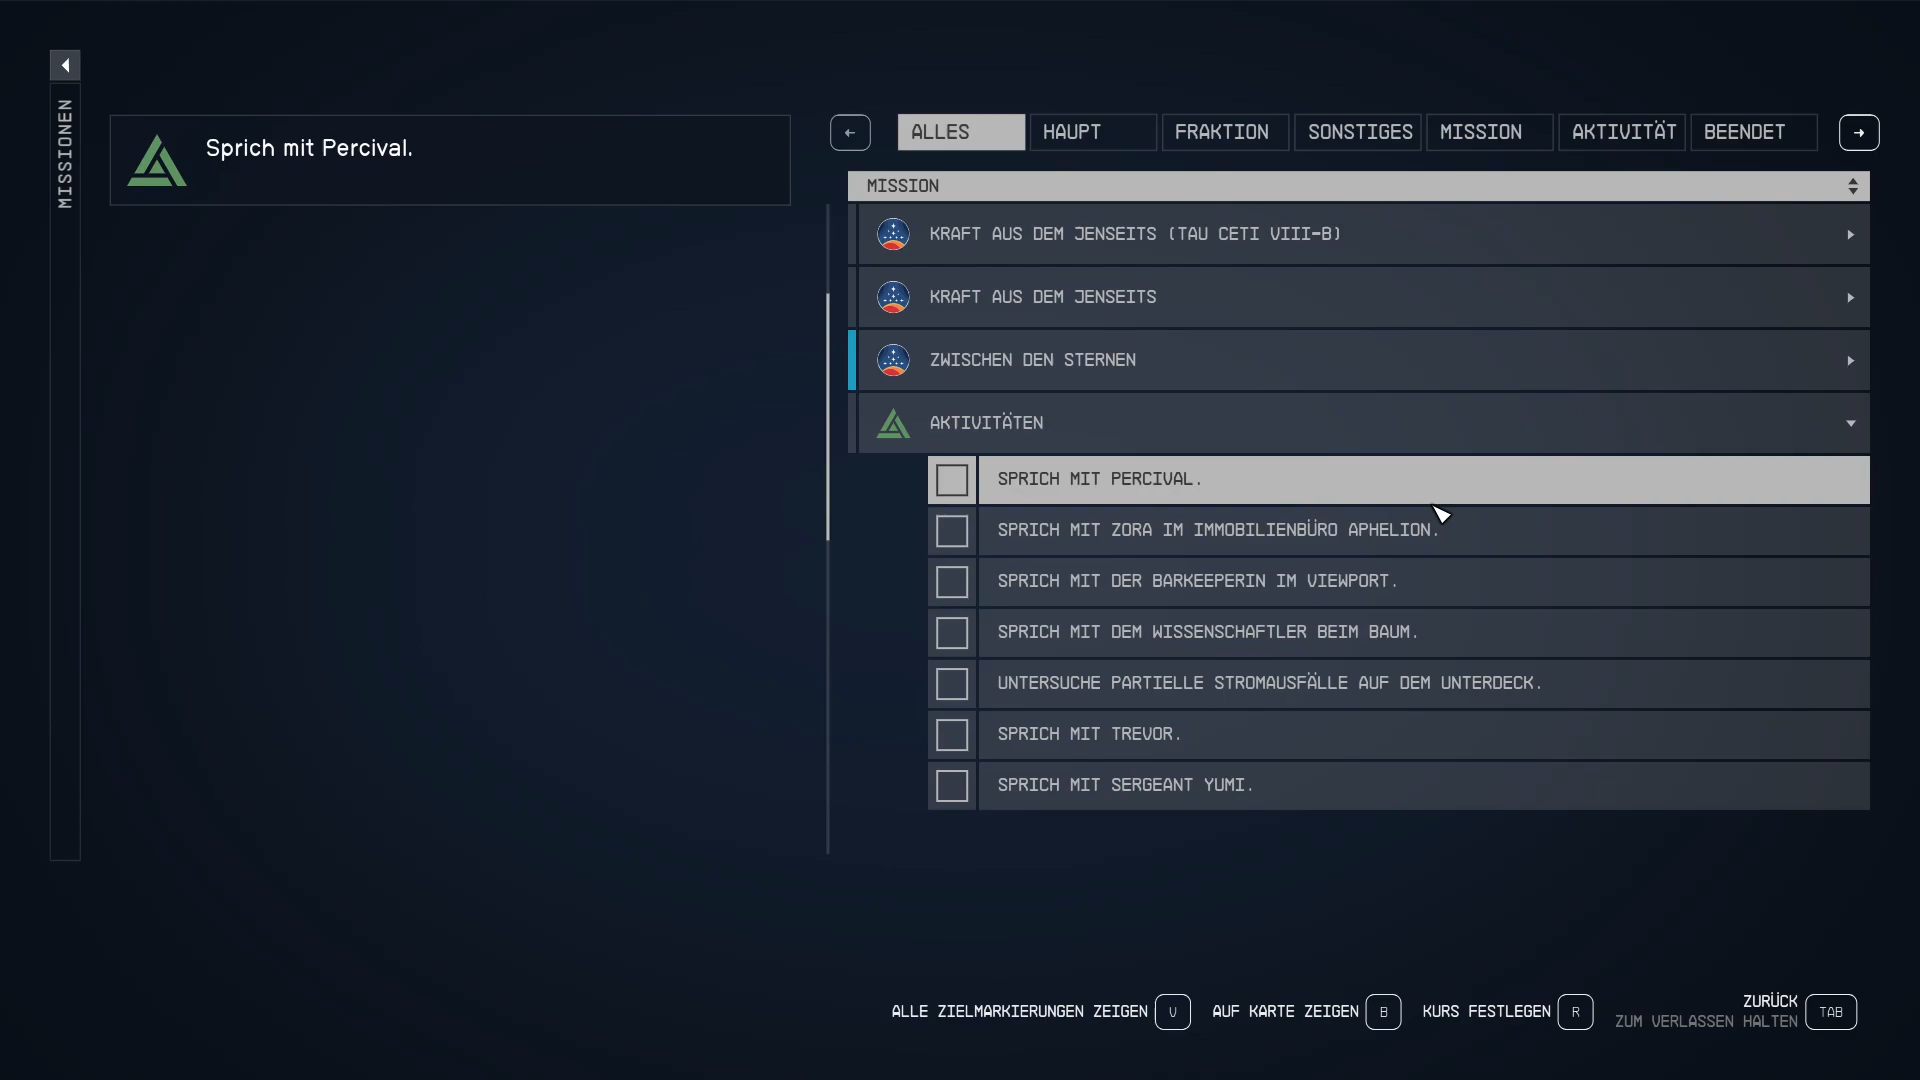 MISSIONEN
Sprich mit Percival.
ALLES HAUPT FRAKTION SONSTIGES MISSION AKTIVITÄT BEENDET
MISSION
KRAFT AUS DEM JENSEITS (TAU CETI VIII-B)
KRAFT AUS DEM JENSEITS
ZWISCHEN DEN STERNEN
AKTIVITÄTEN
SPRICH MIT PERCIVAL.
SPRICH MIT ZORA IM IMMOBILIENBÜRO APHELION.
SPRICH MIT DER BARKEEPERIN IM VIEWPORT.
SPRICH MIT DEM WISSENSCHAFTLER BEIM BAUM.
UNTERSUCHE PARTIELLE STROMAUSFÄLLE AUF DEM UNTERDECK.
SPRICH MIT TREVOR.
SPRICH MIT SERGEANT YUMI.
ALLE ZIELMARKIERUNGEN ZEIGEN V AUF KARTE ZEIGEN B KURS FESTLEGEN R ZURÜCK TAB
ZUM VERLASSEN HALTEN